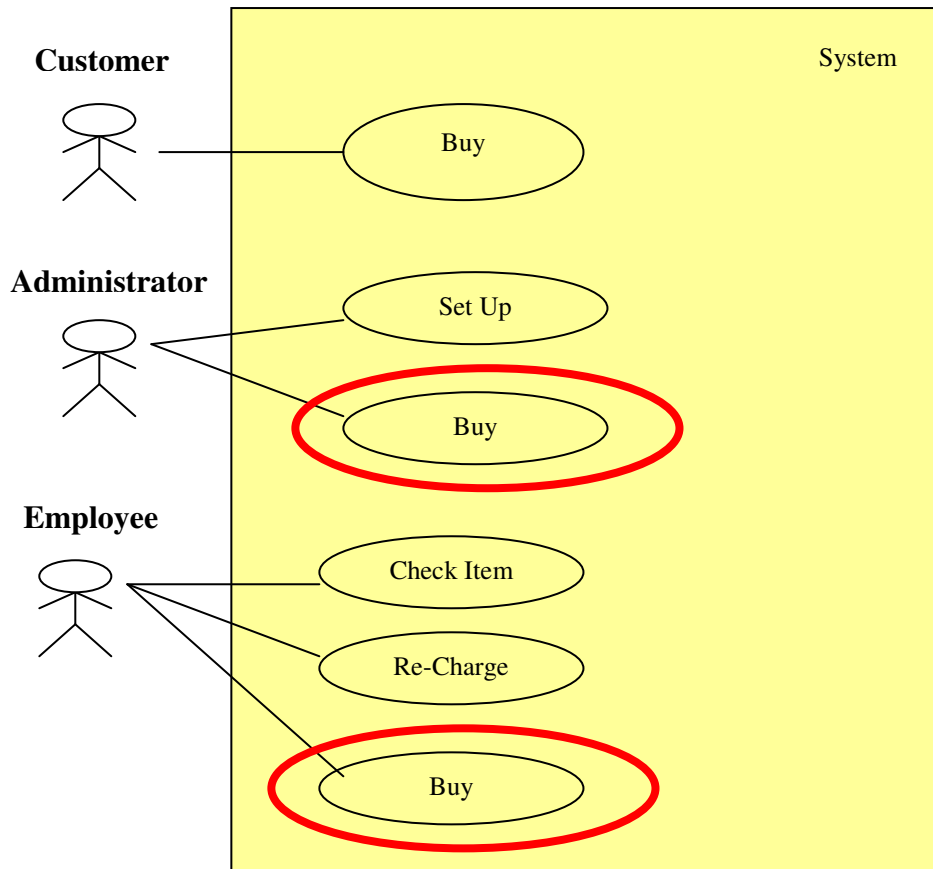 System
Customer
Buy
Administrator
Set Up
Buy
Employee
Check Item
Re-Charge
Buy